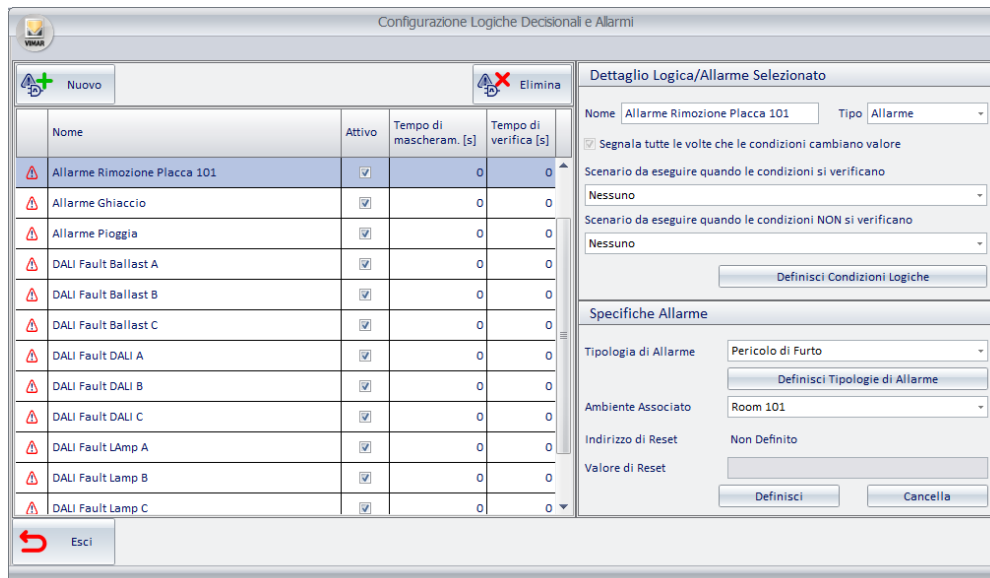 Configurazione Logiche Decisionali e Allarmi
VIMAR
Nuovo
Elimina
Nome Attivo Tempo di mascheram. [s] Tempo di verifica [s]
Allarme Rimozione Placca 101 0 0
Allarme Ghiaccio 0 0
Allarme Pioggia 0 0
DALI Fault Ballast A 0 0
DALI Fault Ballast B 0 0
DALI Fault Ballast C 0 0
DALI Fault DALI A 0 0
DALI Fault DALI B 0 0
DALI Fault DALI C 0 0
DALI Fault LAmp A 0 0
DALI Fault Lamp B 0 0
DALI Fault Lamp C 0 0
Esci
Dettaglio Logica/Allarme Selezionato
Nome Allarme Rimozione Placca 101 Tipo Allarme
Segnala tutte le volte che le condizioni cambiano valore
Scenario da eseguire quando le condizioni si verificano
Nessuno
Scenario da eseguire quando le condizioni NON si verificano
Nessuno
Definisci Condizioni Logiche
Specifiche Allarme
Tipologia di Allarme Pericolo di Furto
Definisci Tipologie di Allarme
Ambiente Associato Room 101
Indirizzo di Reset Non Definito
Valore di Reset
Definisci Cancella